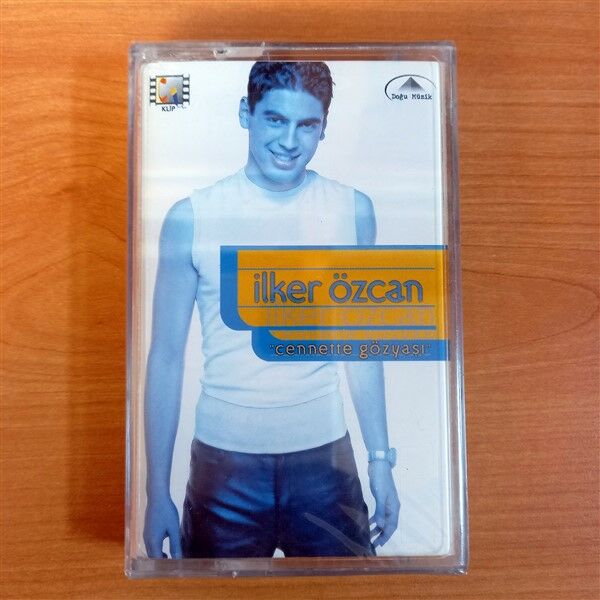 KLİP
Doğu Müzik
ilker özcan
"cennette gözyaşı"